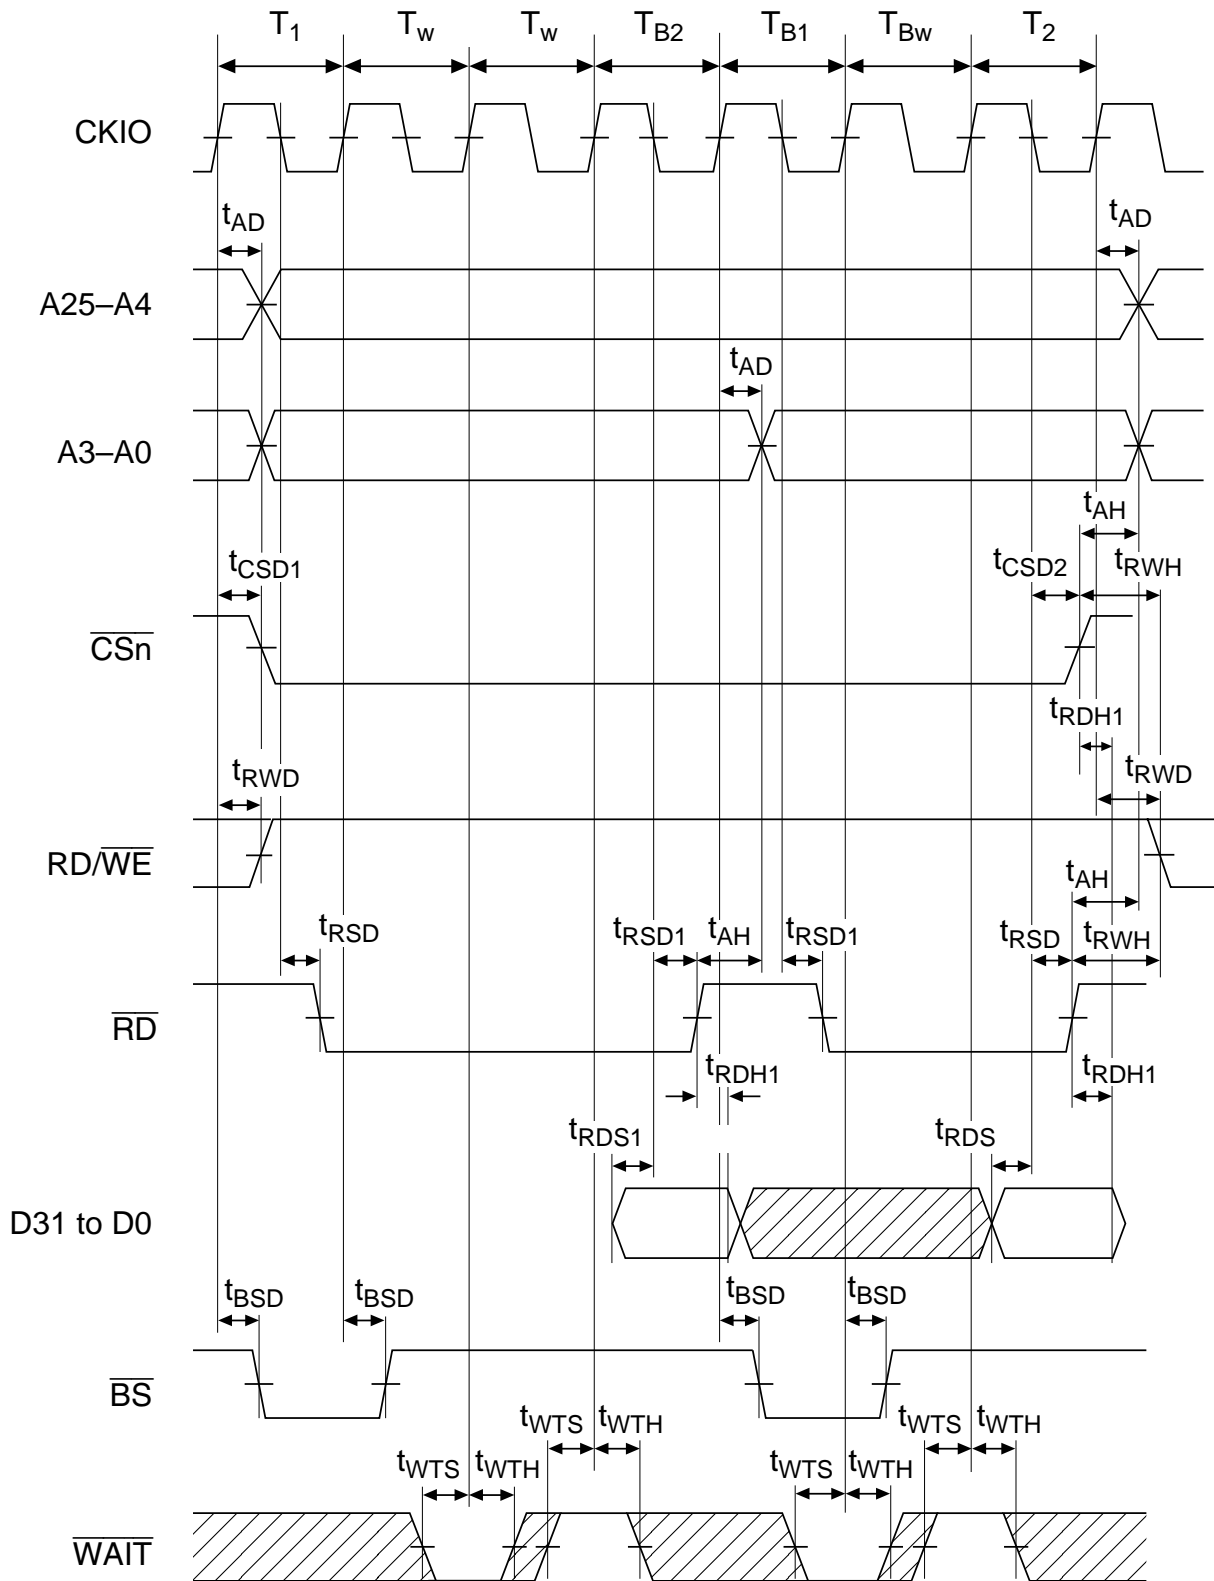 T1 Tw Tw TB2 TB1 TBw T2
CKIO
tAD tAD
A25–A4
tAD
A3–A0
tAH
tCSD1 tCSD2 tRWH
CSn
tRDH1
tRWD tRWD
RD/WE
tAH
tRSD tRSD1 tAH tRSD1 tRSD tRWH
RD
tRDH1 tRDH1
tRDS1 tRDS
D31 to D0
tBSD tBSD tBSD tBSD
BS
tWTS tWTH tWTS tWTH
tWTS tWTH tWTS tWTH
WAIT